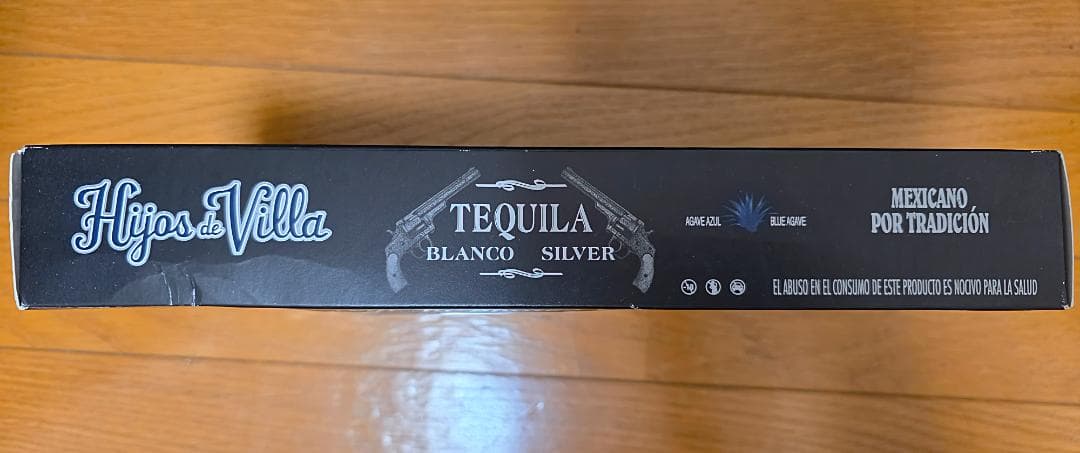 Hijos de Villa
TEQUILA
BLANCO SILVER
AGAVE AZUL BLUE AGAVE
MEXICANO
POR TRADICIÓN
EL ABUSO EN EL CONSUMO DE ESTE PRODUCTO ES NOCIVO PARA LA SALUD